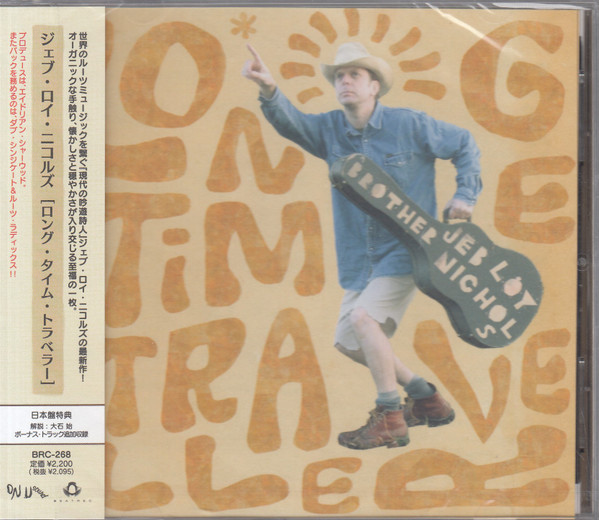 世界のルーツミュージックを繋ぐ「現代の吟遊詩人」ジェブ・ロイ・ニコルズの最新作!
オーガニックな手触り、懐かしさと穏やかさが入り交じる至福の一枚。
ジェブ・ロイ・ニコルズ [ロング・タイム・トラベラー]
プロデュースは、エイドリアン・シャーウッド。
またバックを務めるのは、ダブ・シンジケート&ルーツ・ラディックス!!
日本盤特典
解説:大石 始
ボーナス・トラック追加収録
BRC-268
定価 ¥2,200
(税抜 ¥2,095)
ON U Sound
BEATINK
LONG
TiME
TRAVE
LLER
BROTHER
JEB LOY
NICHOLS